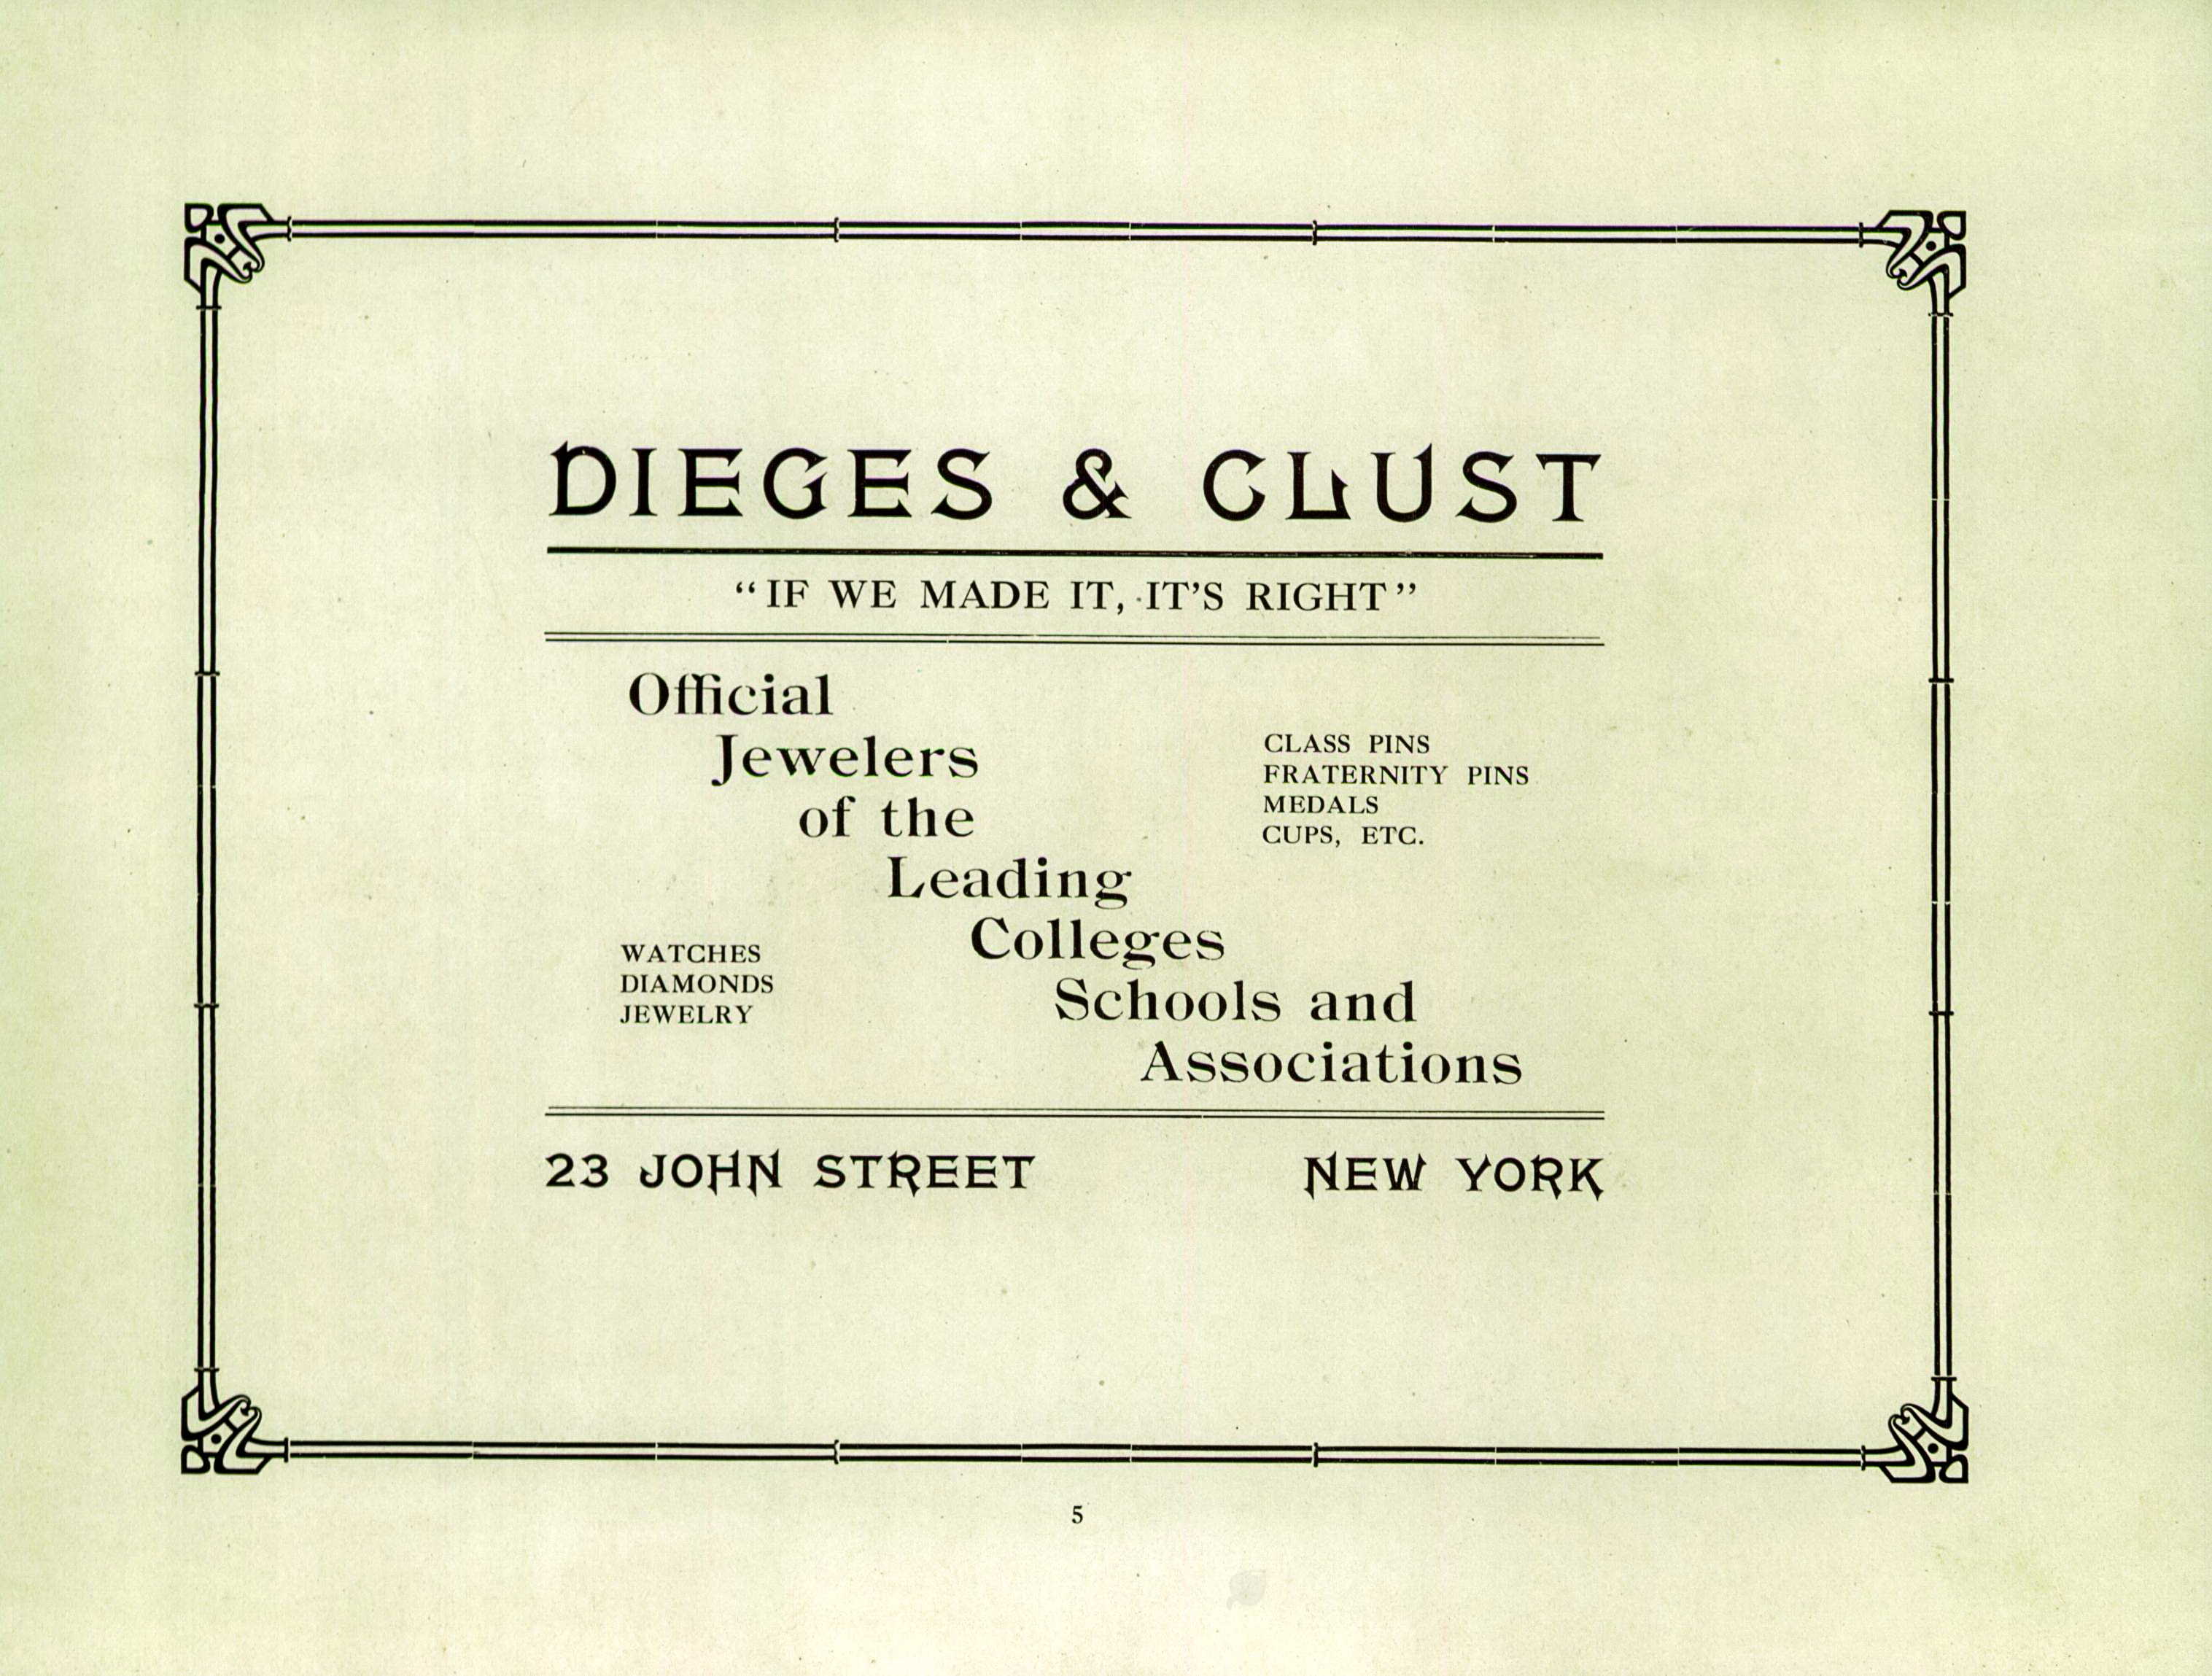 DIEGES & CLUST
“IF WE MADE IT, IT'S RIGHT”
Official
Jewelers
of the
Leading
Colleges
Schools and
Associations
CLASS PINS
FRATERNITY PINS
MEDALS
CUPS, ETC.
WATCHES
DIAMONDS
JEWELRY
23 JOHN STREET NEW YORK
5